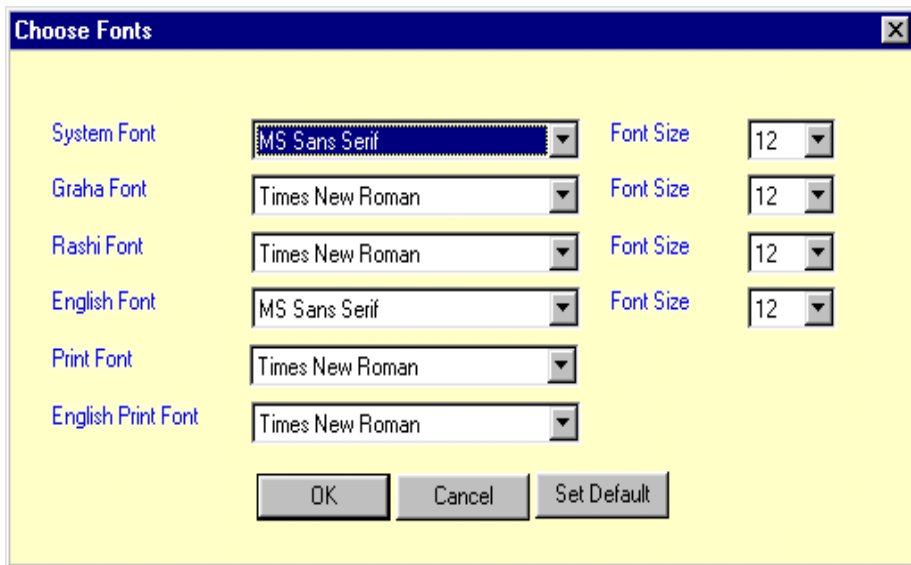 Choose Fonts
System Font MS Sans Serif Font Size 12
Graha Font Times New Roman Font Size 12
Rashi Font Times New Roman Font Size 12
English Font MS Sans Serif Font Size 12
Print Font Times New Roman
English Print Font Times New Roman
OK Cancel Set Default